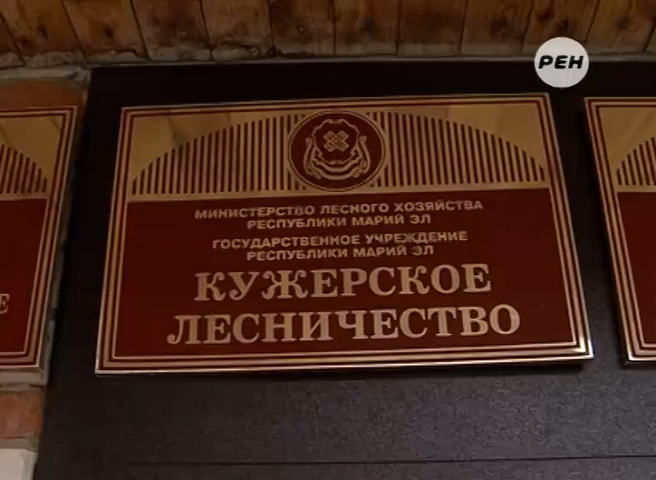 РЕН
МИНИСТЕРСТВО ЛЕСНОГО ХОЗЯЙСТВА
РЕСПУБЛИКИ МАРИЙ ЭЛ
ГОСУДАРСТВЕННОЕ УЧРЕЖДЕНИЕ
РЕСПУБЛИКИ МАРИЙ ЭЛ
КУЖЕРСКОЕ
ЛЕСНИЧЕСТВО